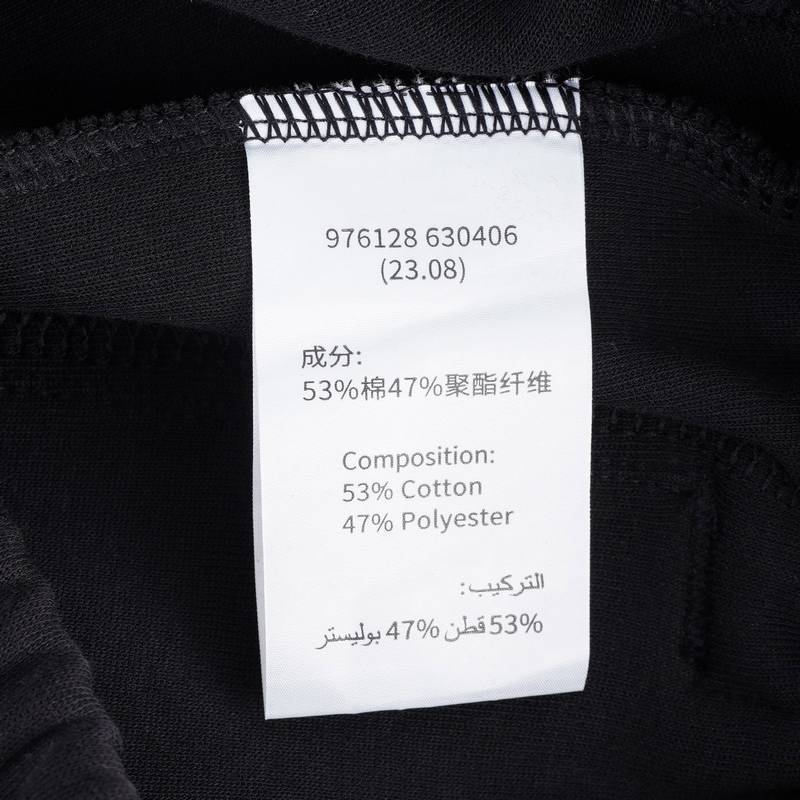 976128 630406
(23.08)
成分:
53%棉47%聚酯纤维
Composition:
53% Cotton
47% Polyester
التركيب:
53% قطن 47% بوليستر